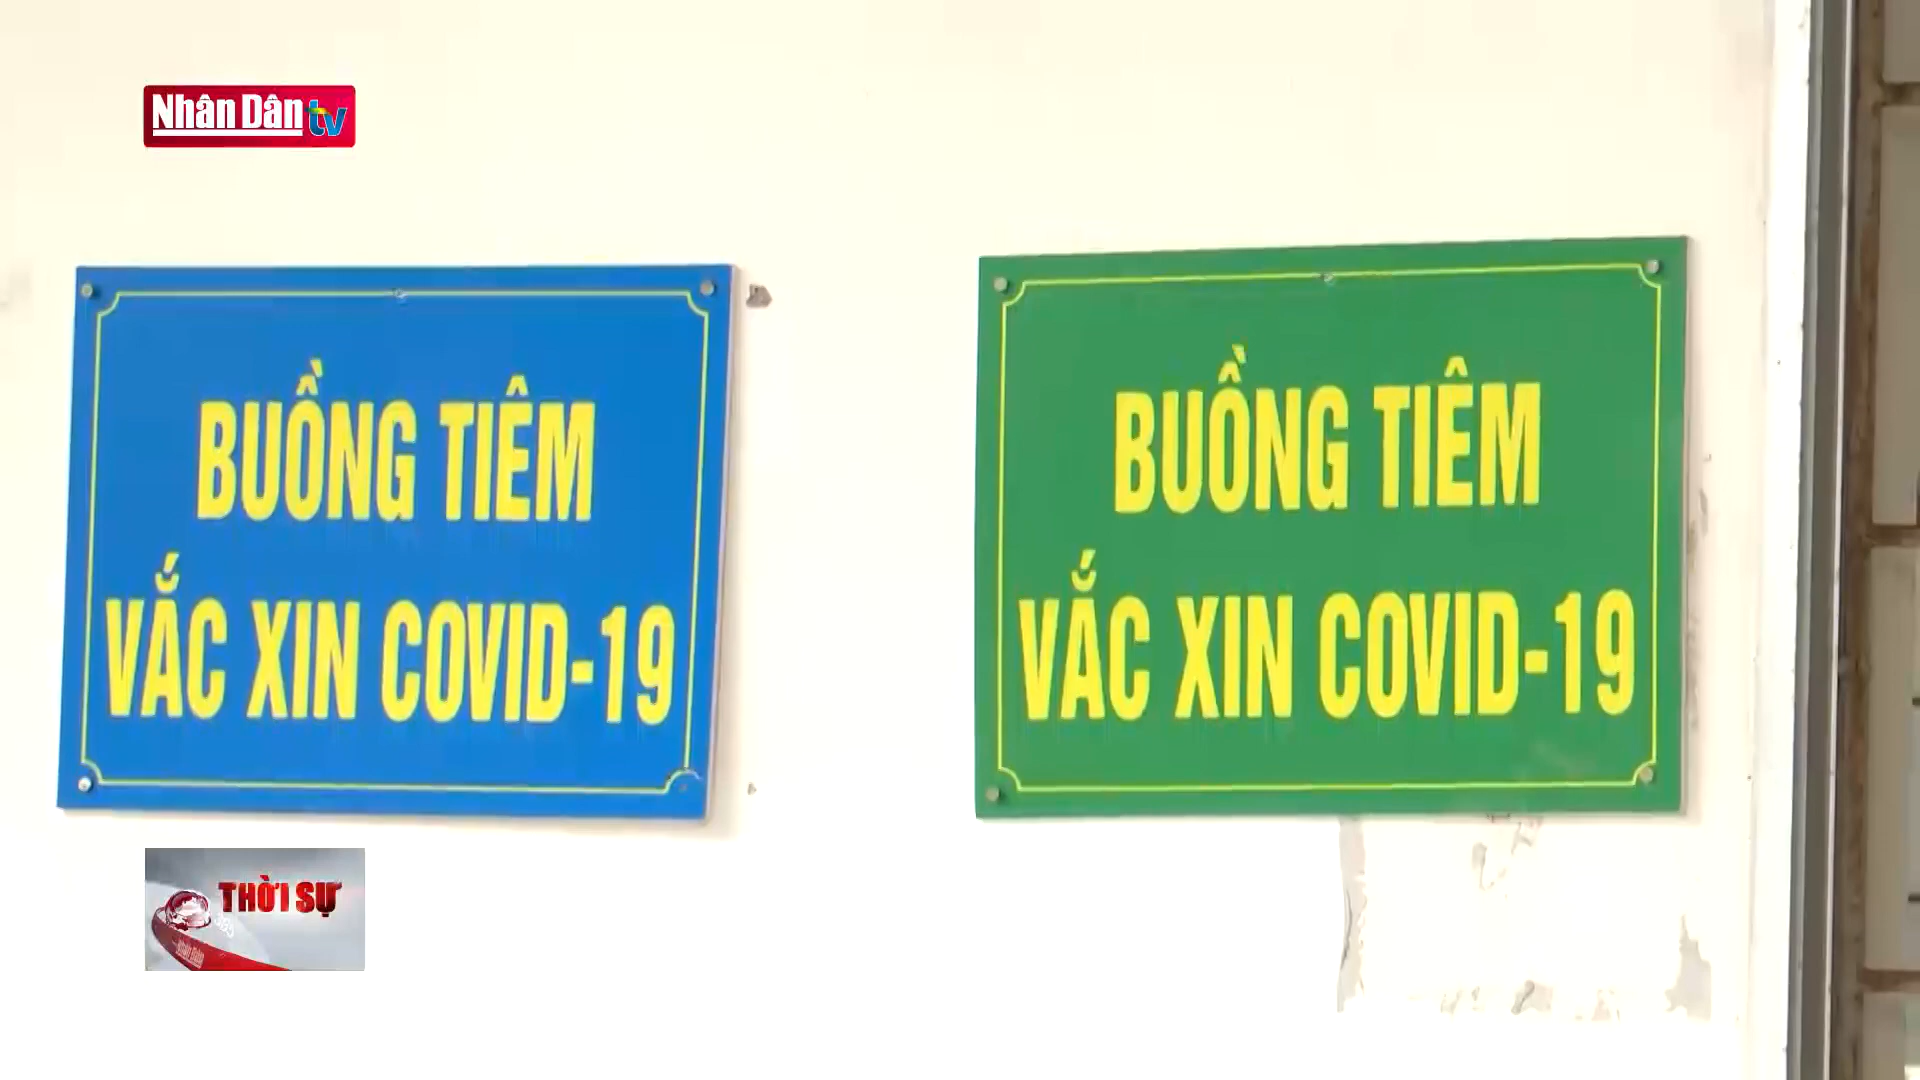 Nhân Dân tv
BUỒNG TIÊM
VẮC XIN COVID-19
BUỒNG TIÊM
VẮC XIN COVID-19
THỜI SỰ